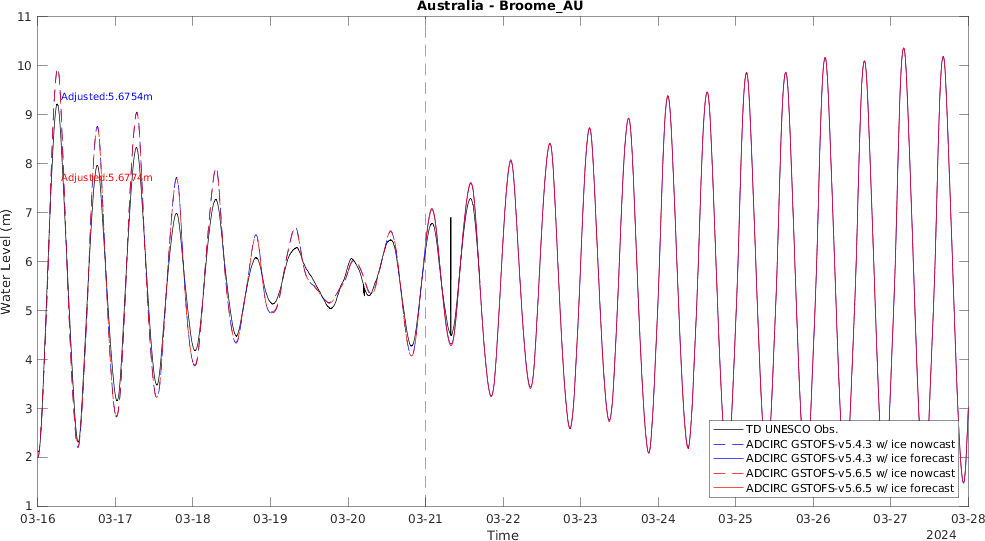 Australia - Broome_AU
11
10
9
8
7
6
5
4
3
2
1
Water Level (m)
Adjusted:5.6754m
Adjusted:5.6774m
TD UNESCO Obs.
ADCIRC GSTOFS-v5.4.3 w/ ice nowcast
ADCIRC GSTOFS-v5.4.3 w/ ice forecast
ADCIRC GSTOFS-v5.6.5 w/ ice nowcast
ADCIRC GSTOFS-v5.6.5 w/ ice forecast
03-16 03-17 03-18 03-19 03-20 03-21 03-22 03-23 03-24 03-25 03-26 03-27 03-28
Time
2024